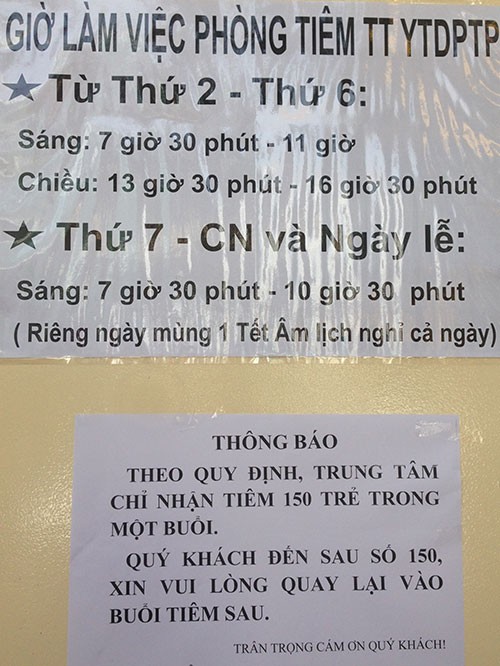 GIỜ LÀM VIỆC PHÒNG TIÊM TT YTDPTP
★ Từ Thứ 2 - Thứ 6:
Sáng: 7 giờ 30 phút - 11 giờ
Chiều: 13 giờ 30 phút - 16 giờ 30 phút
★ Thứ 7 - CN và Ngày lễ:
Sáng: 7 giờ 30 phút - 10 giờ 30 phút
( Riêng ngày mùng 1 Tết Âm lịch nghỉ cả ngày)
THÔNG BÁO
THEO QUY ĐỊNH, TRUNG TÂM
CHỈ NHẬN TIÊM 150 TRẺ TRONG
MỘT BUỔI.
QUÝ KHÁCH ĐẾN SAU SỐ 150,
XIN VUI LÒNG QUAY LẠI VÀO
BUỔI TIÊM SAU.
TRÂN TRỌNG CÁM ƠN QUÝ KHÁCH!